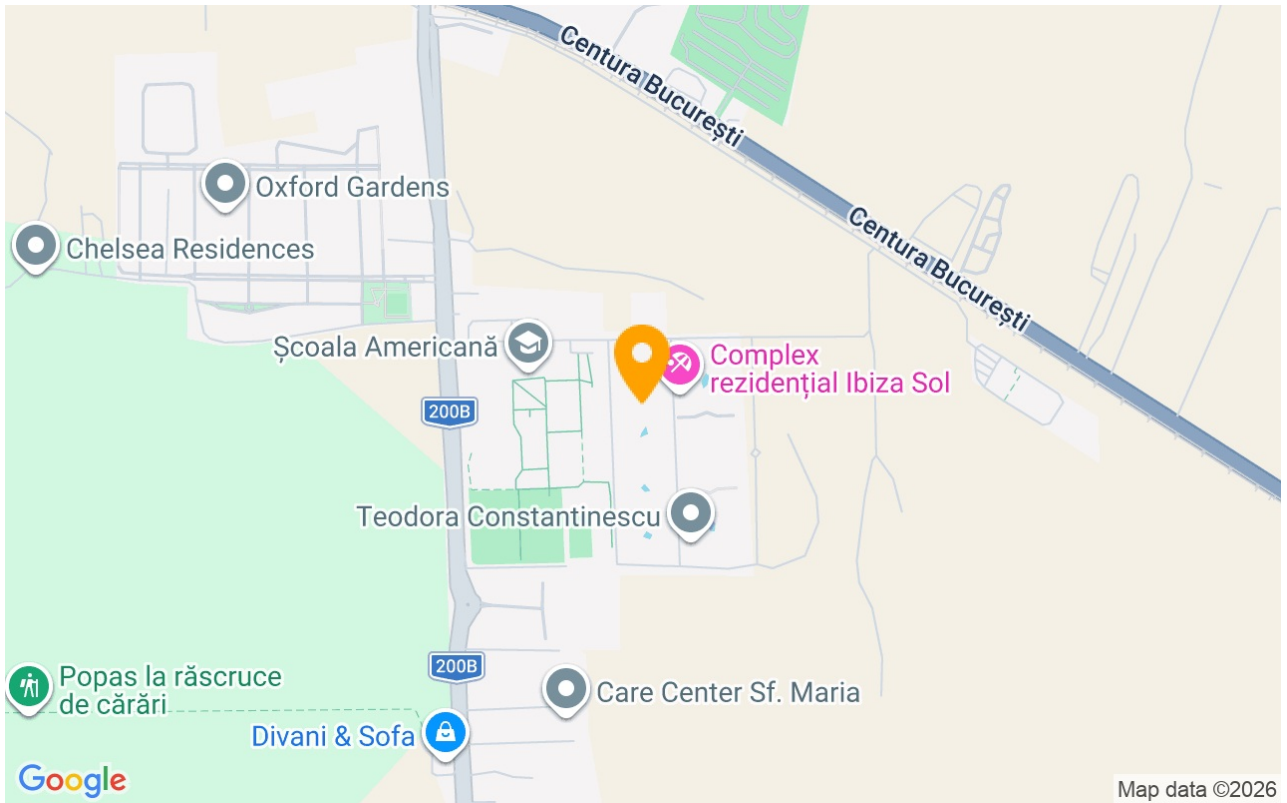 Centura București
Oxford Gardens
Chelsea Residences
Centura București
Școala Americană
Complex
rezidențial Ibiza Sol
200B
Teodora Constantinescu
200B
Popas la răscruce
de cărări
Care Center Sf. Maria
Divani & Sofa
Google
Map data ©2026